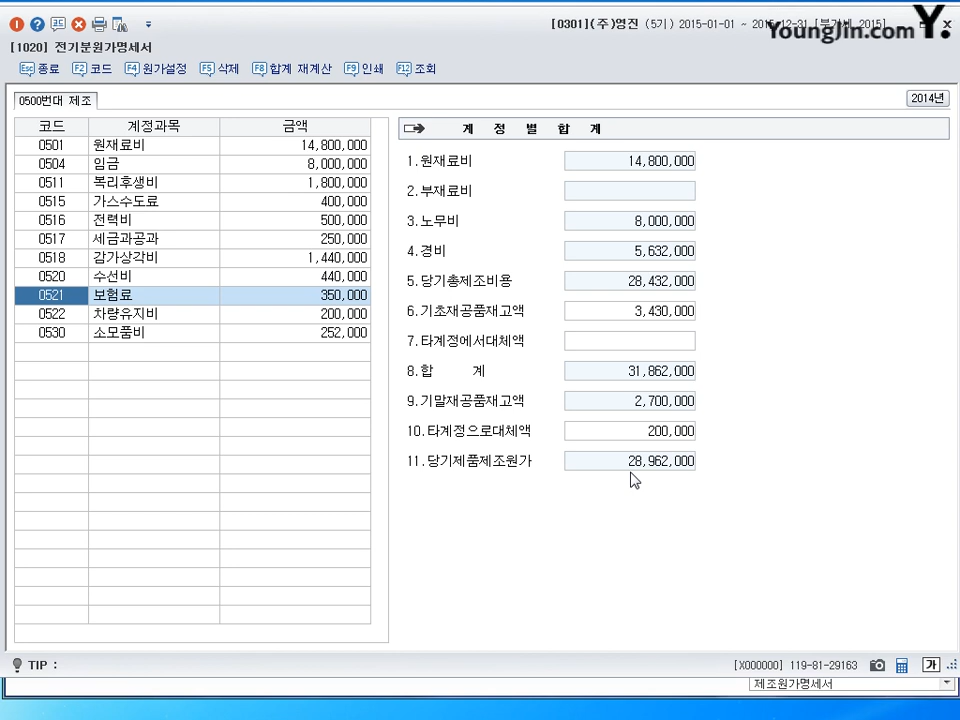 [0301](주)영진 (5기) 2015-01-01 ~ 2015-12-31 [부가세 2015]
YoungJin.com Y.
[1020] 전기분원가명세서
Esc 종료 F2 코드 F4 원가설정 F5 삭제 F8 합계 재계산 F9 인쇄 F12 조회
0500번대 제조
2014년
코드 계정과목 금액
0501 원재료비 14,800,000
0504 임금 8,000,000
0511 복리후생비 1,800,000
0515 가스수도료 400,000
0516 전력비 500,000
0517 세금과공과 250,000
0518 감가상각비 1,440,000
0520 수선비 440,000
0521 보험료 350,000
0522 차량유지비 200,000
0530 소모품비 252,000
계 정 별 합 계
1.원재료비 14,800,000
2.부재료비
3.노무비 8,000,000
4.경비 5,632,000
5.당기총제조비용 28,432,000
6.기초재공품재고액 3,430,000
7.타계정에서대체액
8.합 계 31,862,000
9.기말재공품재고액 2,700,000
10.타계정으로대체액 200,000
11.당기제품제조원가 28,962,000
TIP :
[X000000] 119-81-29163 가
제조원가명세서